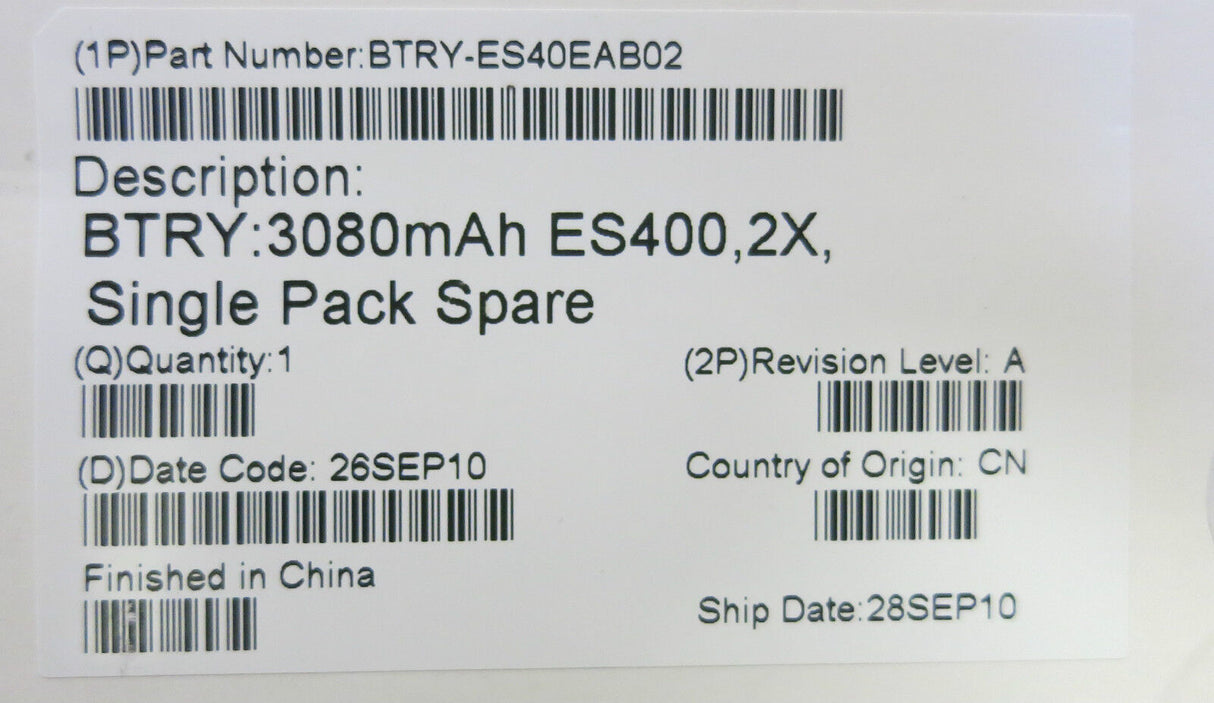 (1P)Part Number:BTRY-ES40EAB02
Description:
BTRY:3080mAh ES400,2X,
Single Pack Spare
(Q)Quantity:1
(2P)Revision Level: A
(D)Date Code: 26SEP10
Country of Origin: CN
Finished in China
Ship Date:28SEP10